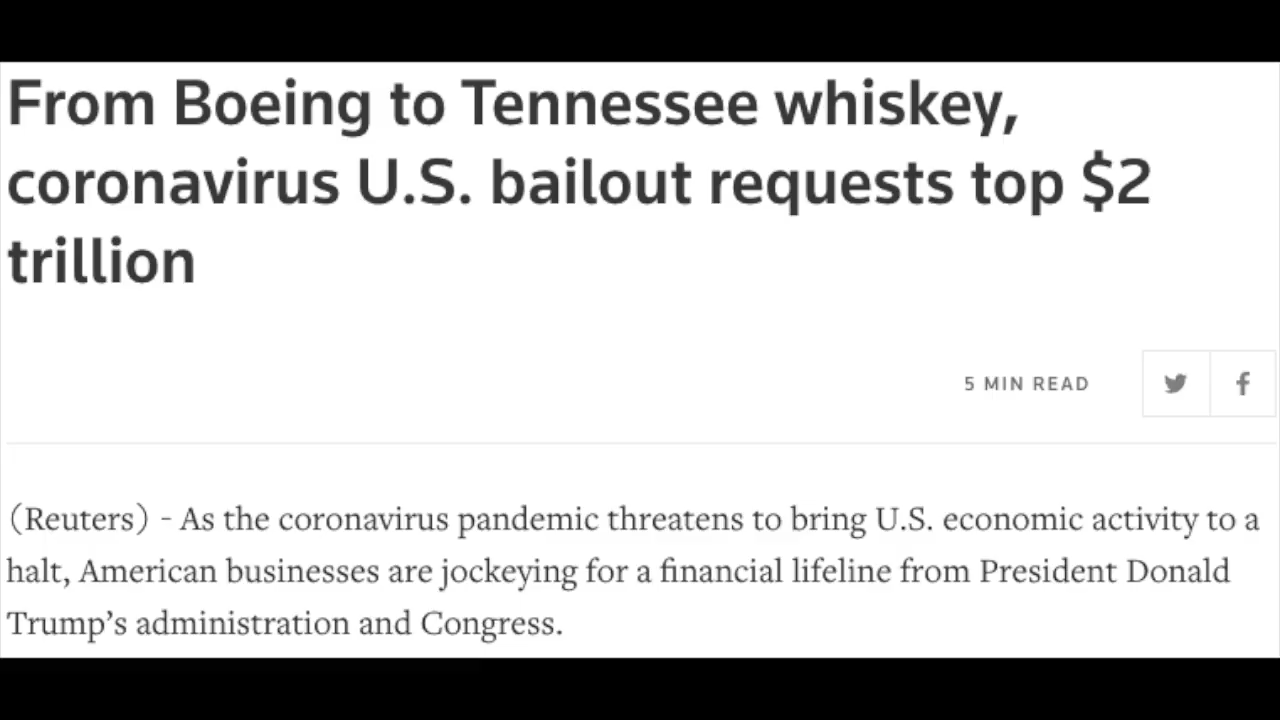 From Boeing to Tennessee whiskey,
coronavirus U.S. bailout requests top $2
trillion
5 MIN READ
(Reuters) - As the coronavirus pandemic threatens to bring U.S. economic activity to a
halt, American businesses are jockeying for a financial lifeline from President Donald
Trump’s administration and Congress.